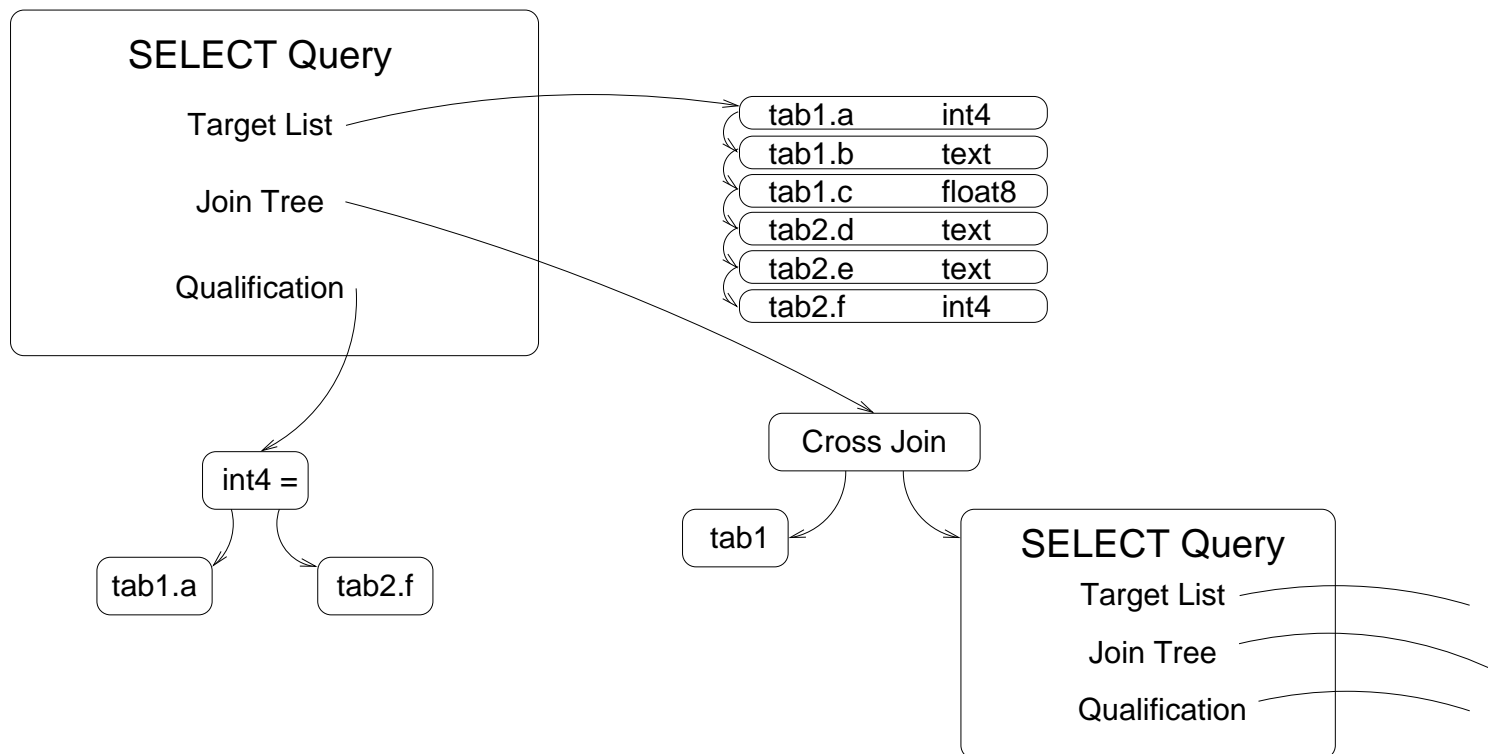 SELECT Query
Target List
Join Tree
Qualification
tab1.a int4
tab1.b text
tab1.c float8
tab2.d text
tab2.e text
tab2.f int4
int4 =
tab1.a
tab2.f
Cross Join
tab1
SELECT Query
Target List
Join Tree
Qualification